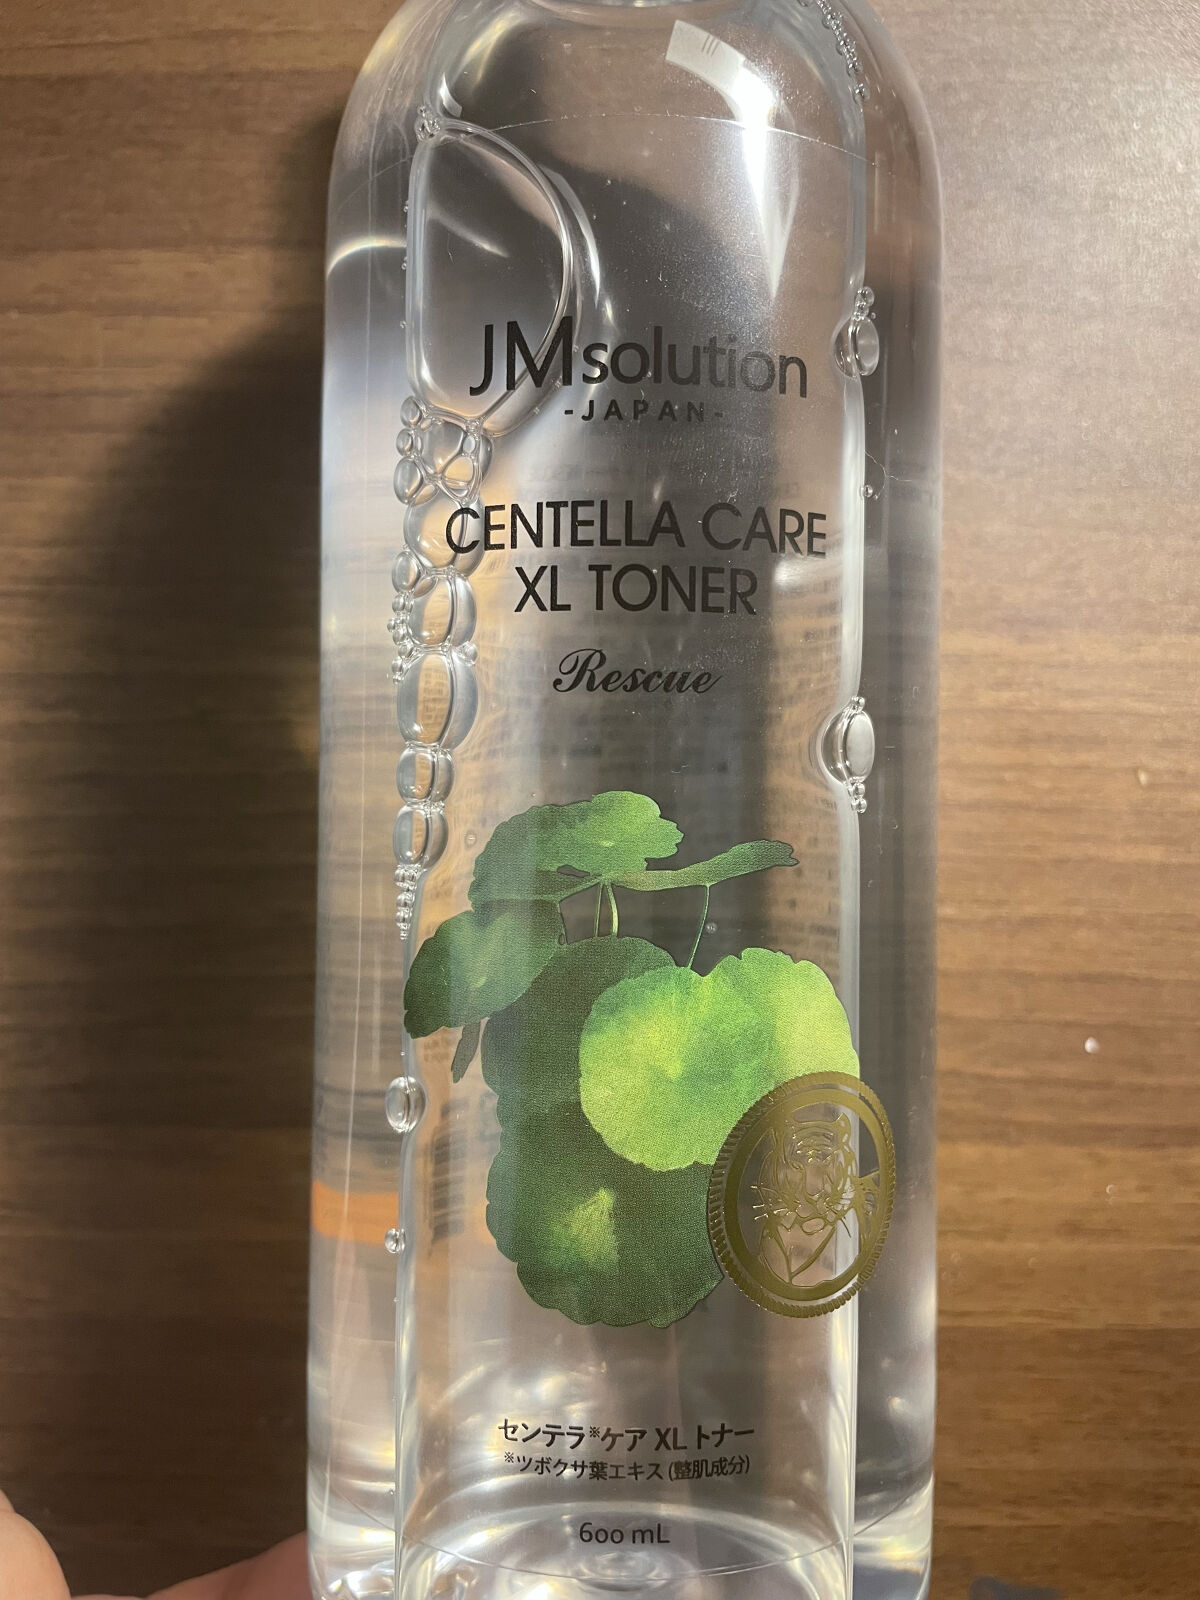 JMsolution
-JAPAN-
CENTELLA CARE
XL TONER
Rescue
センテラ※ケア XL トナー
※ツボクサ葉エキス (整肌成分)
600 mL